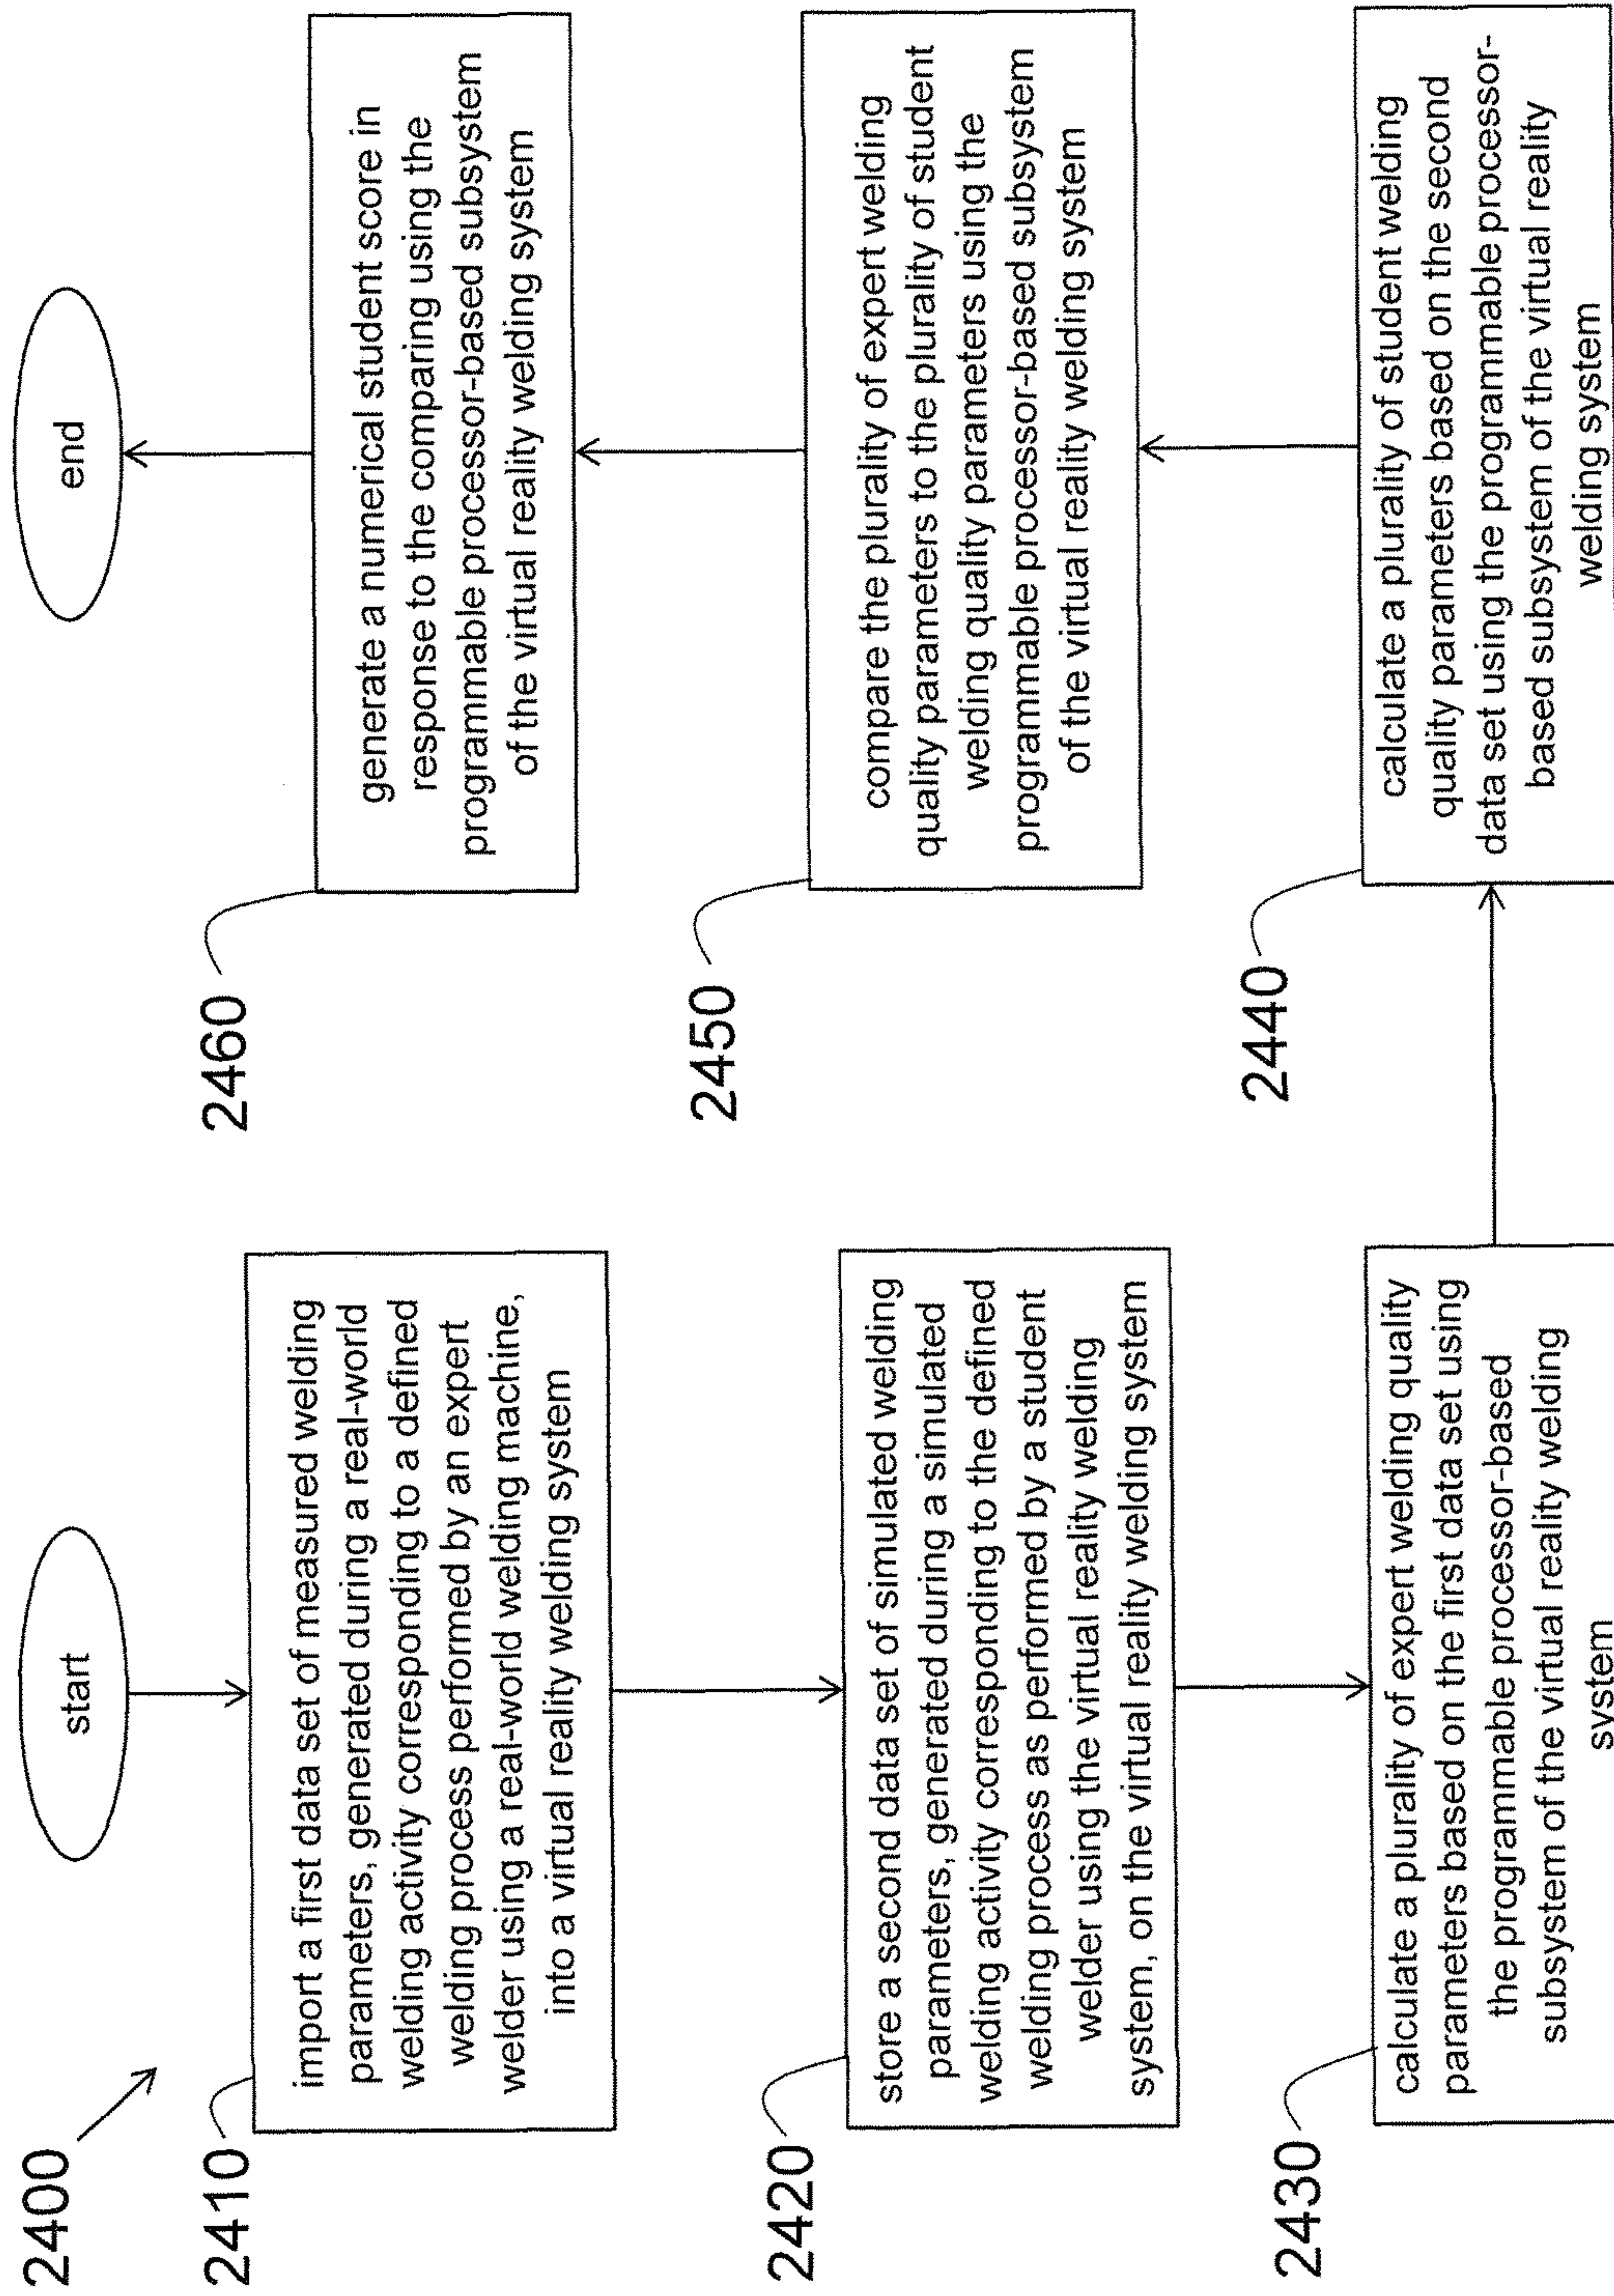 2400
start
2410
import a first data set of measured welding
parameters, generated during a real-world
welding activity corresponding to a defined
welding process performed by an expert
welder using a real-world welding machine,
into a virtual reality welding system
2420
store a second data set of simulated welding
parameters, generated during a simulated
welding activity corresponding to the defined
welding process as performed by a student
welder using the virtual reality welding
system, on the virtual reality welding system
2430
calculate a plurality of expert welding quality
parameters based on the first data set using
the programmable processor-based
subsystem of the virtual reality welding
system
2440
calculate a plurality of student welding
quality parameters based on the second
data set using the programmable processor-
based subsystem of the virtual reality
welding system
2450
compare the plurality of expert welding
quality parameters to the plurality of student
welding quality parameters using the
programmable processor-based subsystem
of the virtual reality welding system
2460
generate a numerical student score in
response to the comparing using the
programmable processor-based subsystem
of the virtual reality welding system
end